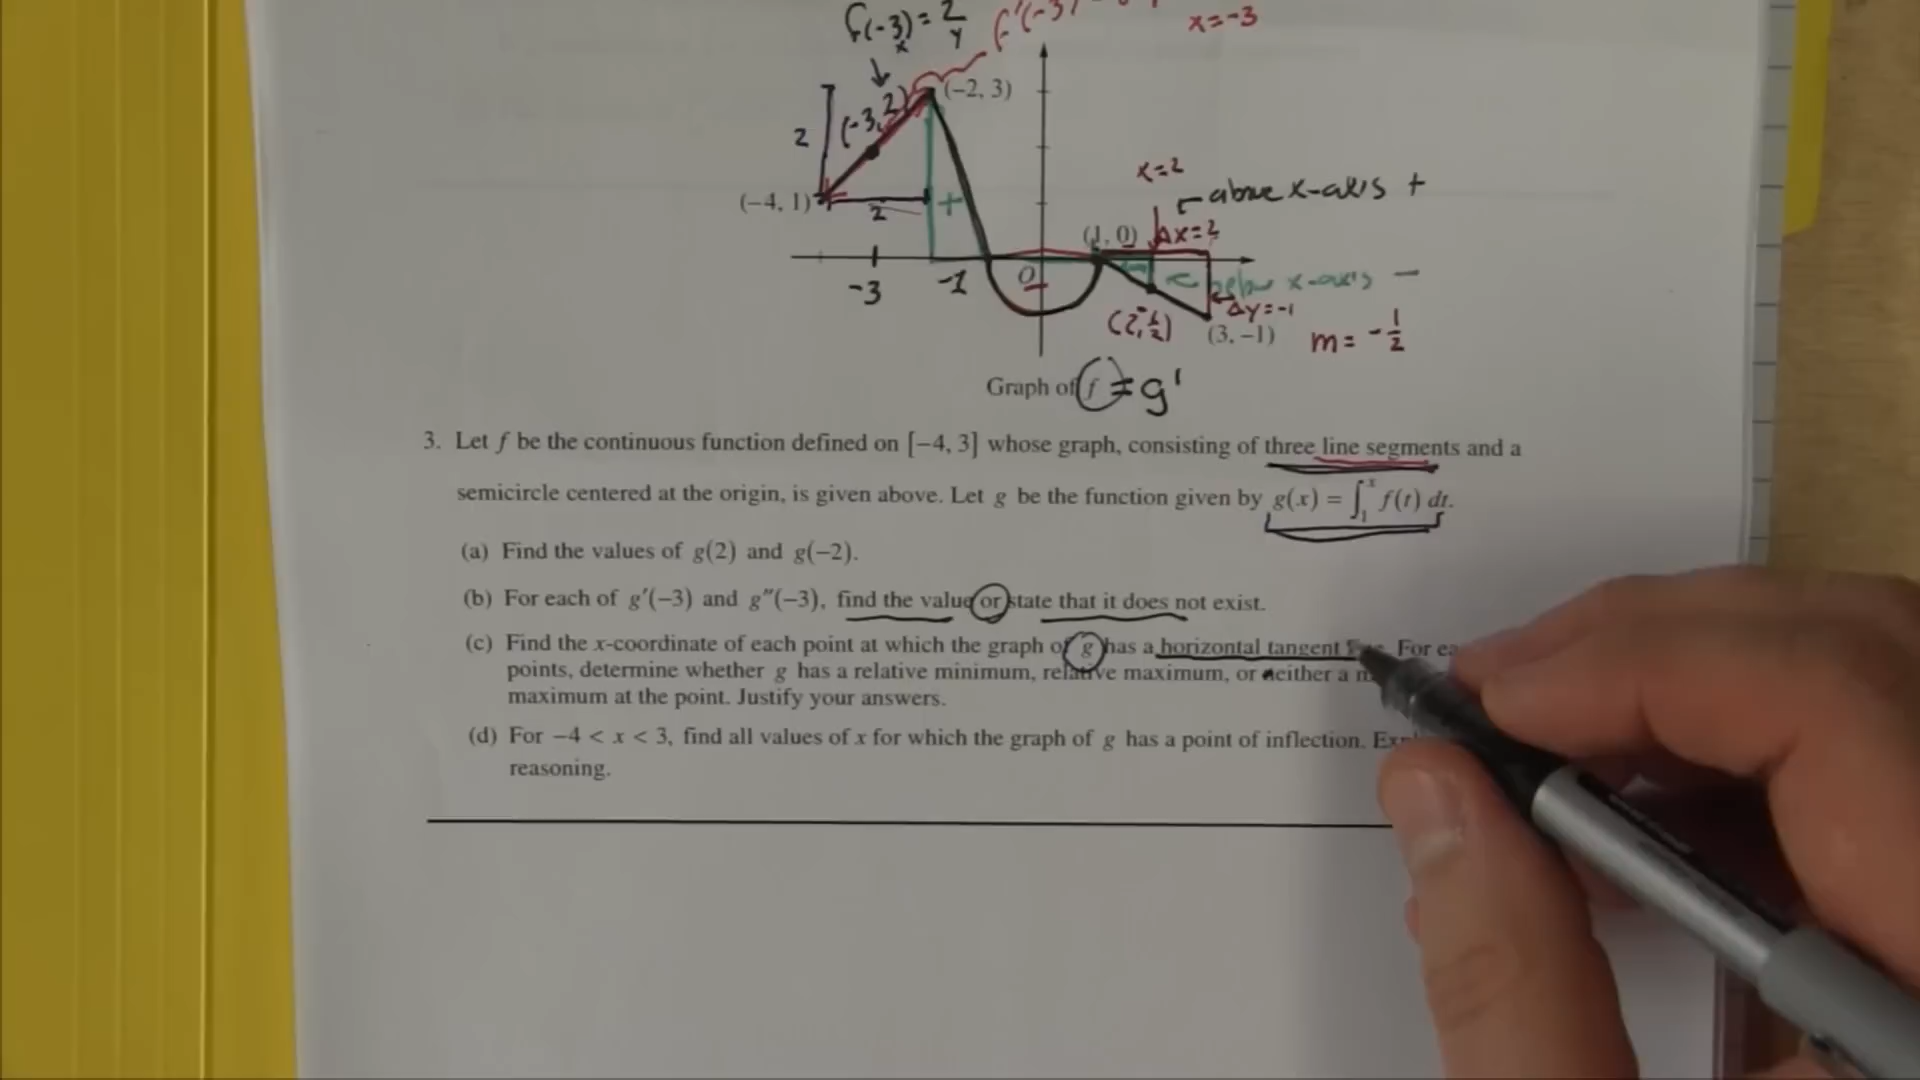 f(-3) = 2 f'(-3) x=-3
x y
(-2, 3)
2 (-3, 2)
x=2
above x-axis +
(-4, 1) 2 +
(1, 0) Δx=2
-3 -1 O - below x-axis -
Δy=-1
(2, -1/2) (3, -1) m = -1/2
Graph of f = g'
3. Let f be the continuous function defined on [-4, 3] whose graph, consisting of three line segments and a
semicircle centered at the origin, is given above. Let g be the function given by g(x) = ∫₁ˣ f(t) dt.
(a) Find the values of g(2) and g(-2).
(b) For each of g′(-3) and g″(-3), find the value or state that it does not exist.
(c) Find the x-coordinate of each point at which the graph of g has a horizontal tangent For
points, determine whether g has a relative minimum, relative maximum, or neither a
maximum at the point. Justify your answers.
(d) For -4 < x < 3, find all values of x for which the graph of g has a point of inflection.
reasoning.